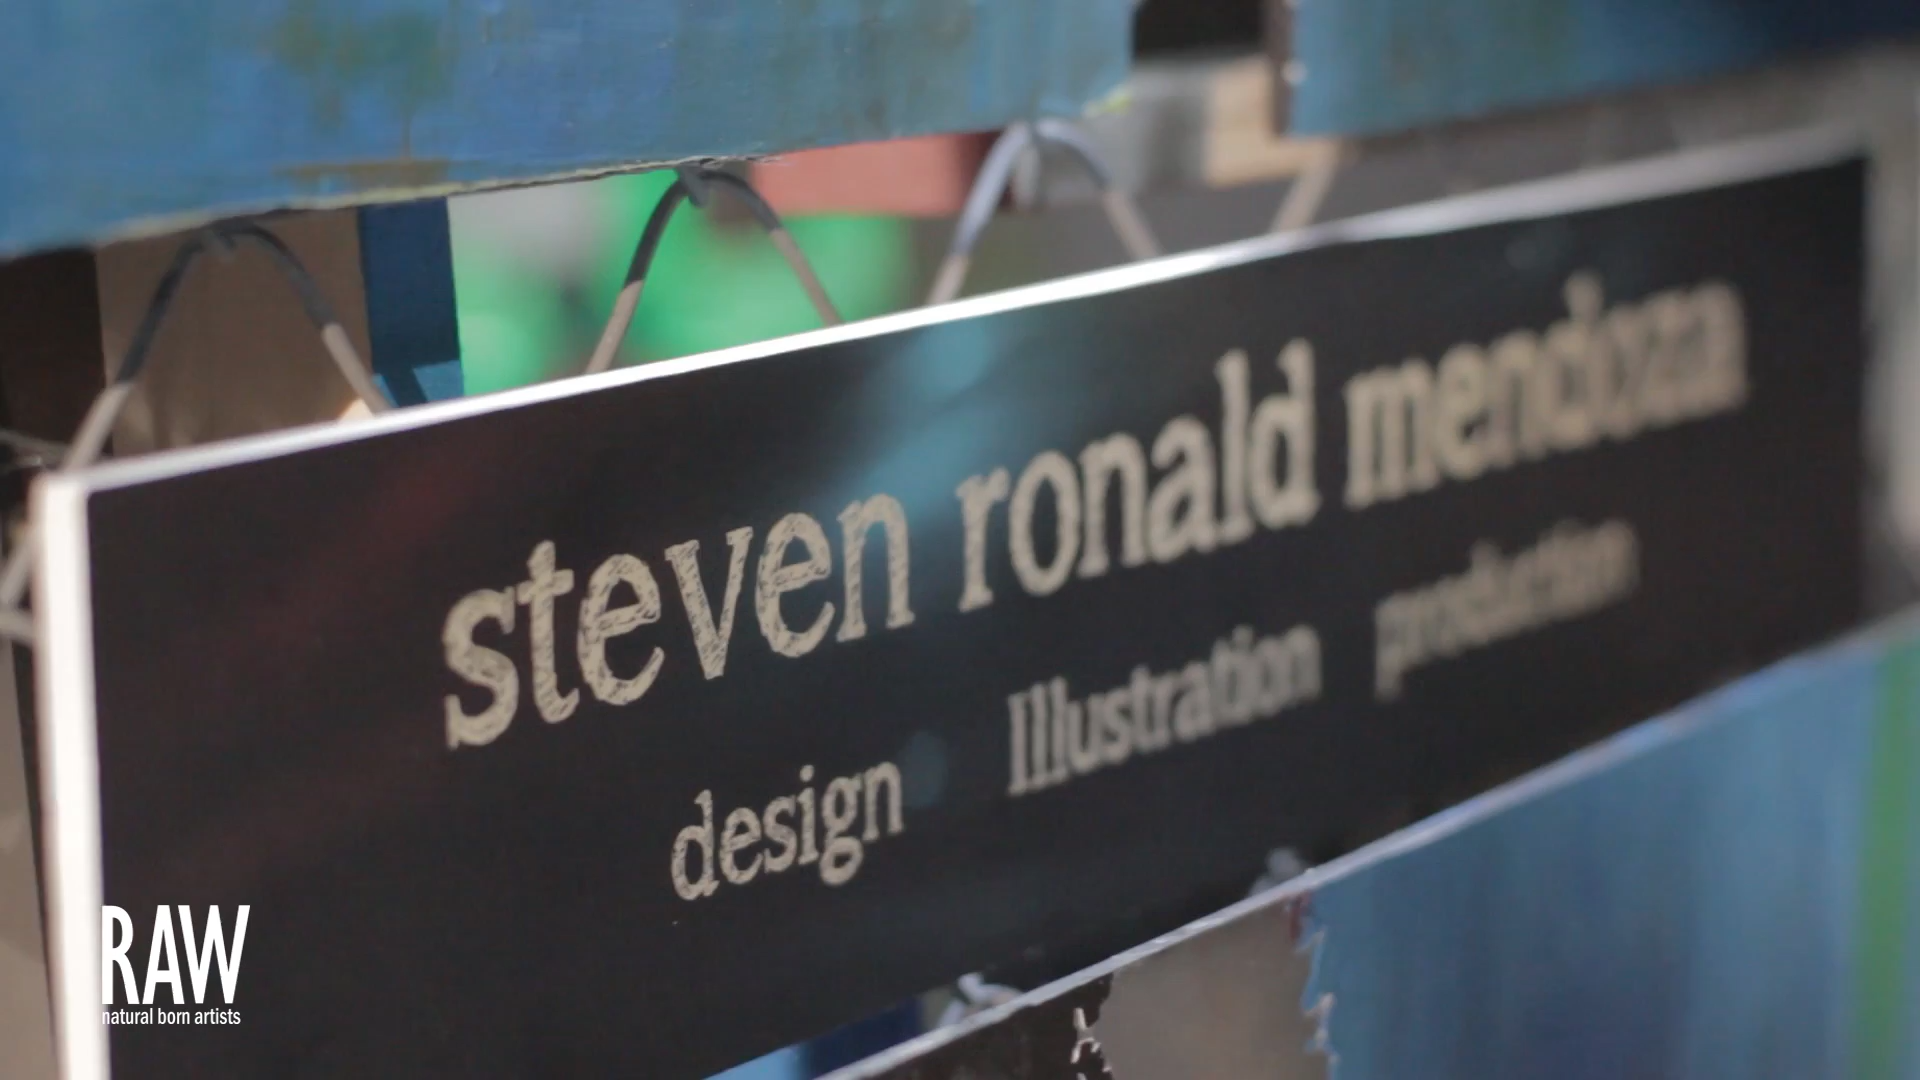 steven ronald mendoza
design Illustration production
RAW
natural born artists